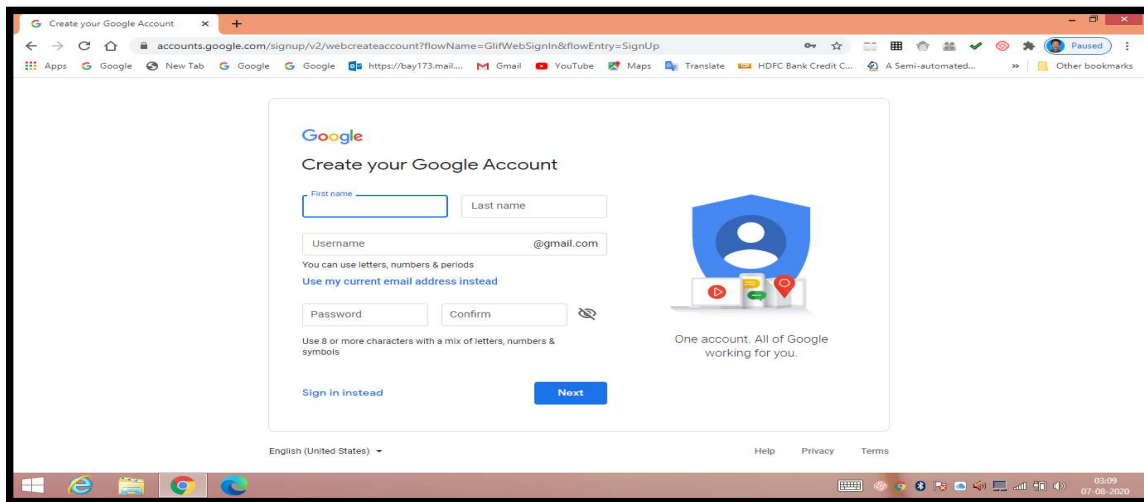 Create your Google Account
accounts.google.com/signup/v2/webcreateaccount?flowName=GlifWebSignIn&flowEntry=SignUp
Paused
Apps Google New Tab Google Google https://bay173.mail.... Gmail YouTube Maps Translate HDFC Bank Credit C... A Semi-automated... » Other bookmarks
Google
Create your Google Account
First name
Last name
Username @gmail.com
You can use letters, numbers & periods
Use my current email address instead
Password Confirm
Use 8 or more characters with a mix of letters, numbers &
symbols
One account. All of Google
working for you.
Sign in instead Next
English (United States) Help Privacy Terms
03:09
07-08-2020